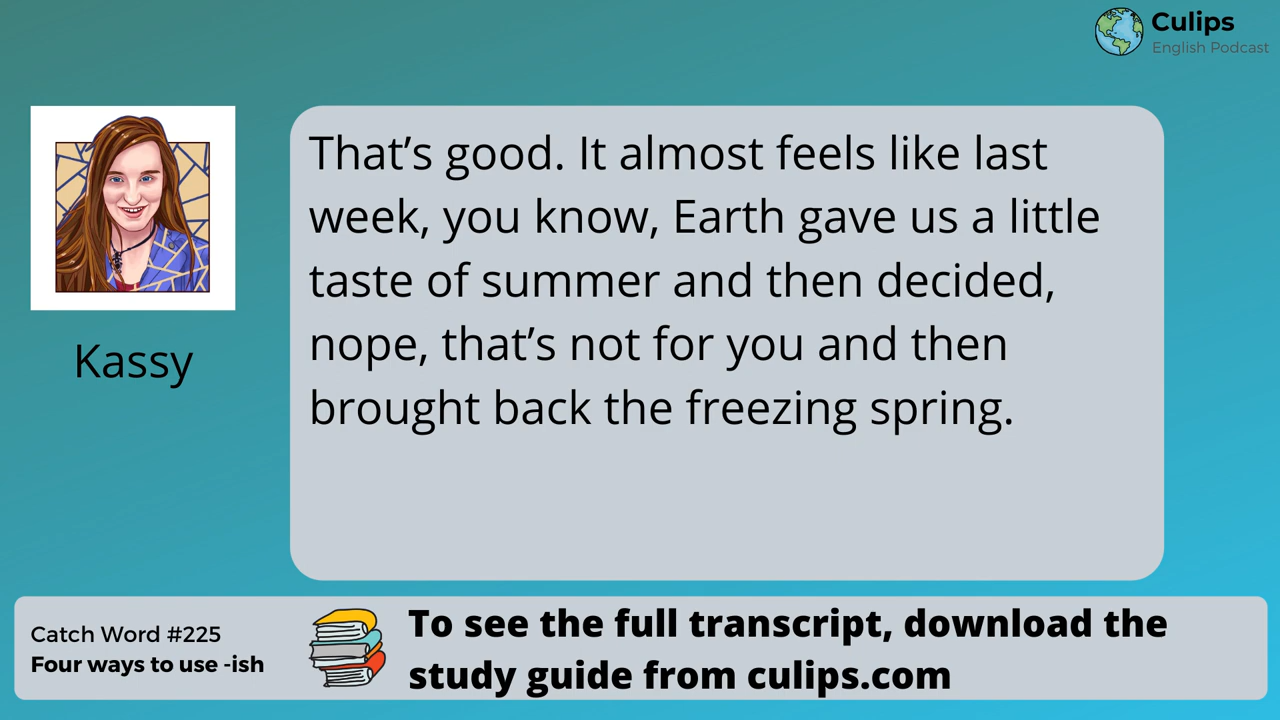 Culips
English Podcast
That’s good. It almost feels like last
week, you know, Earth gave us a little
taste of summer and then decided,
nope, that’s not for you and then
brought back the freezing spring.
Kassy
Catch Word #225
Four ways to use -ish
To see the full transcript, download the
study guide from culips.com